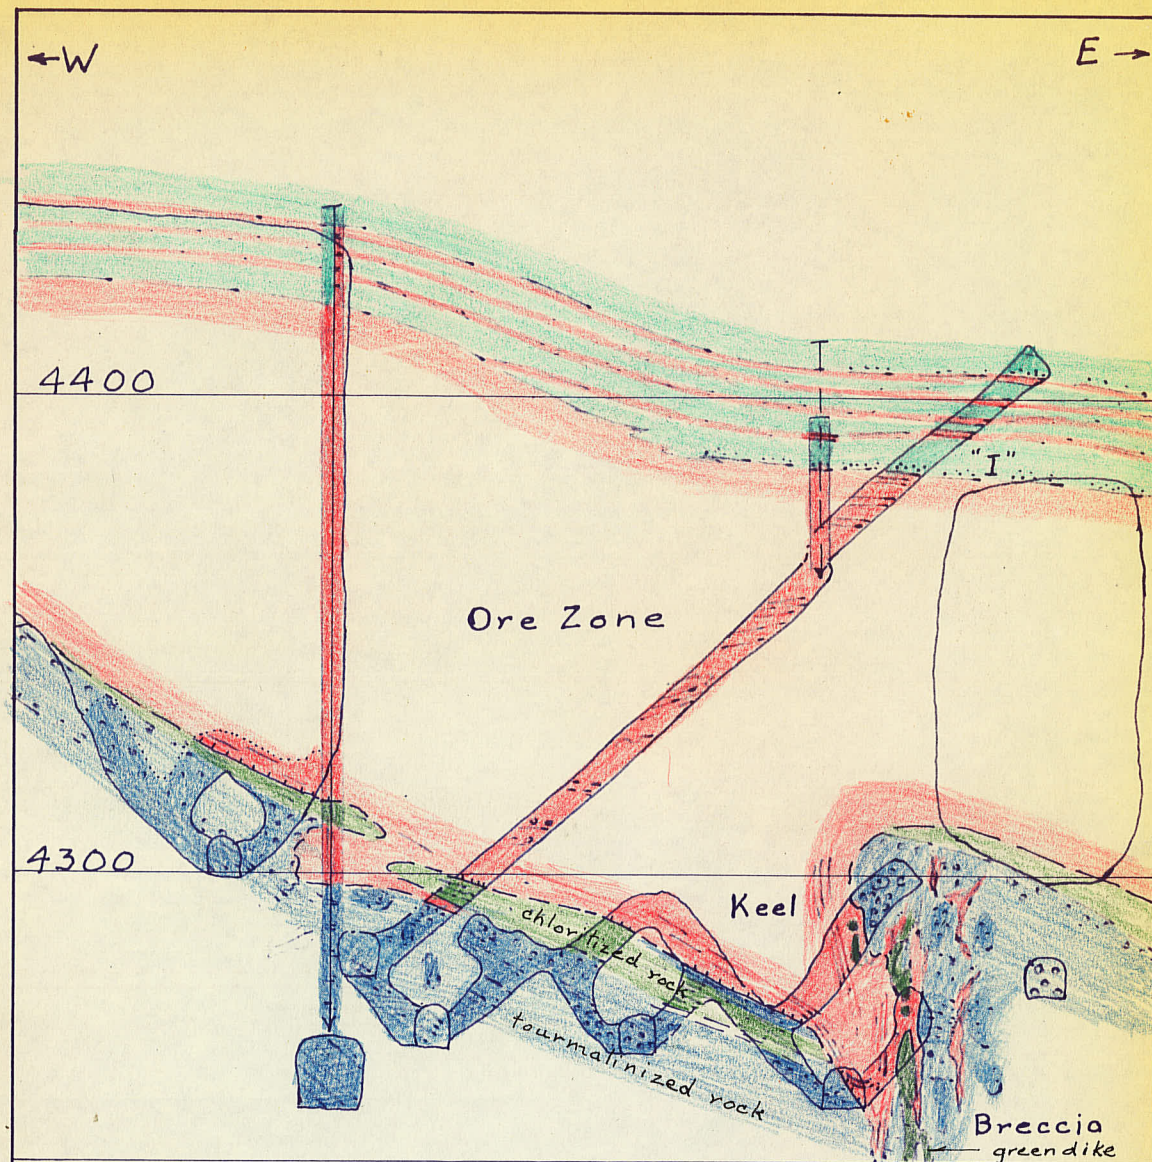 ←W
E→
4400
"I"
Ore Zone
4300
Keel
chloritized rock
tourmalinized rock
Breccia
green dike